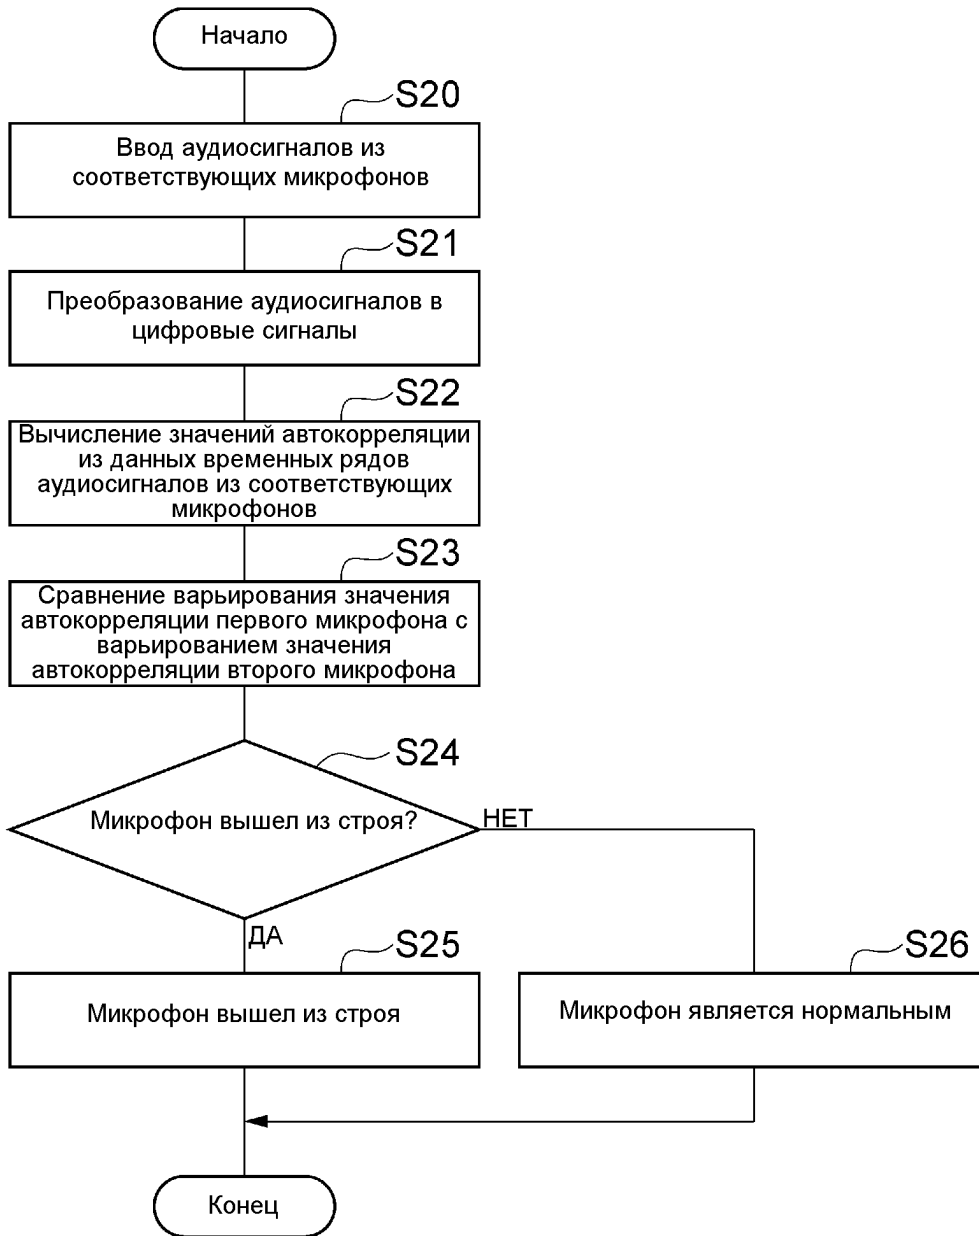 Начало
S20
Ввод аудиосигналов из
соответствующих микрофонов
S21
Преобразование аудиосигналов в
цифровые сигналы
S22
Вычисление значений автокорреляции
из данных временных рядов
аудиосигналов из соответствующих
микрофонов
S23
Сравнение варьирования значения
автокорреляции первого микрофона с
варьированием значения
автокорреляции второго микрофона
S24
Микрофон вышел из строя?
НЕТ
ДА
S25
Микрофон вышел из строя
S26
Микрофон является нормальным
Конец